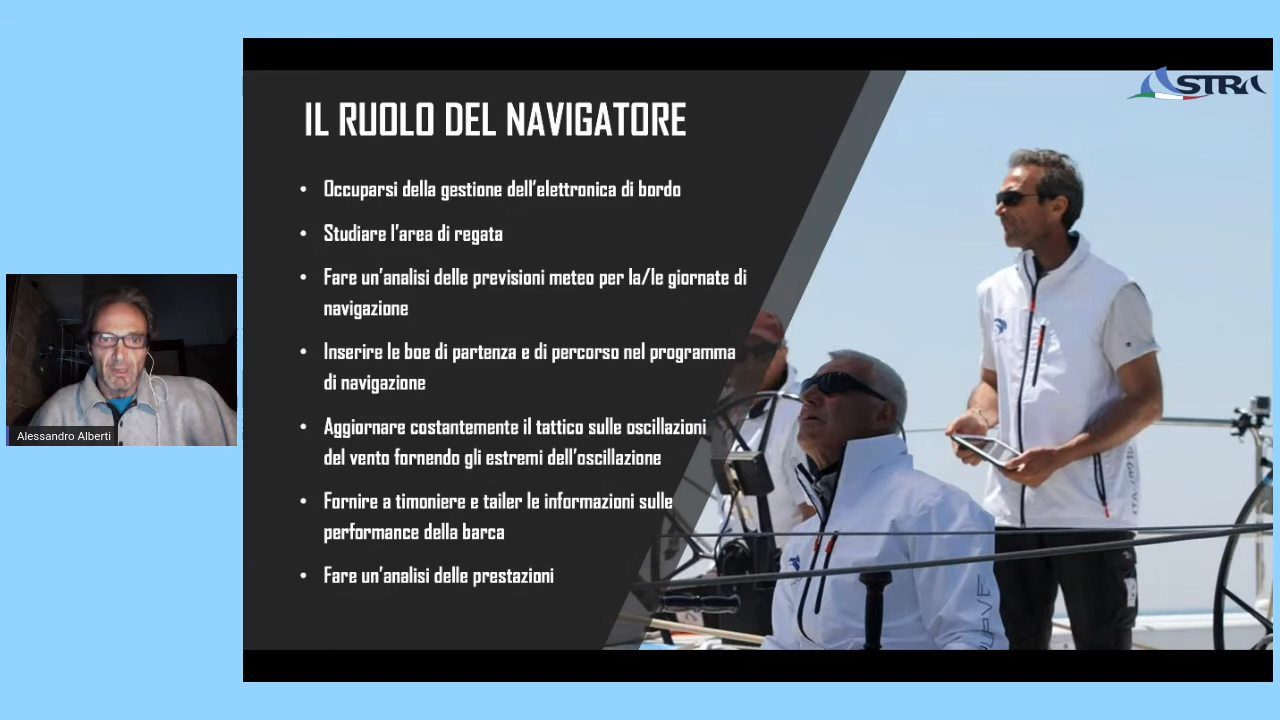 IL RUOLO DEL NAVIGATORE
• Occuparsi della gestione dell'elettronica di bordo
• Studiare l'area di regata
• Fare un'analisi delle previsioni meteo per la/le giornate di
navigazione
• Inserire le boe di partenza e di percorso nel programma
di navigazione
• Aggiornare costantemente il tattico sulle oscillazioni
del vento fornendo gli estremi dell'oscillazione
• Fornire a timoniere e tailer le informazioni sulle
performance della barca
• Fare un'analisi delle prestazioni
Alessandro Alberti